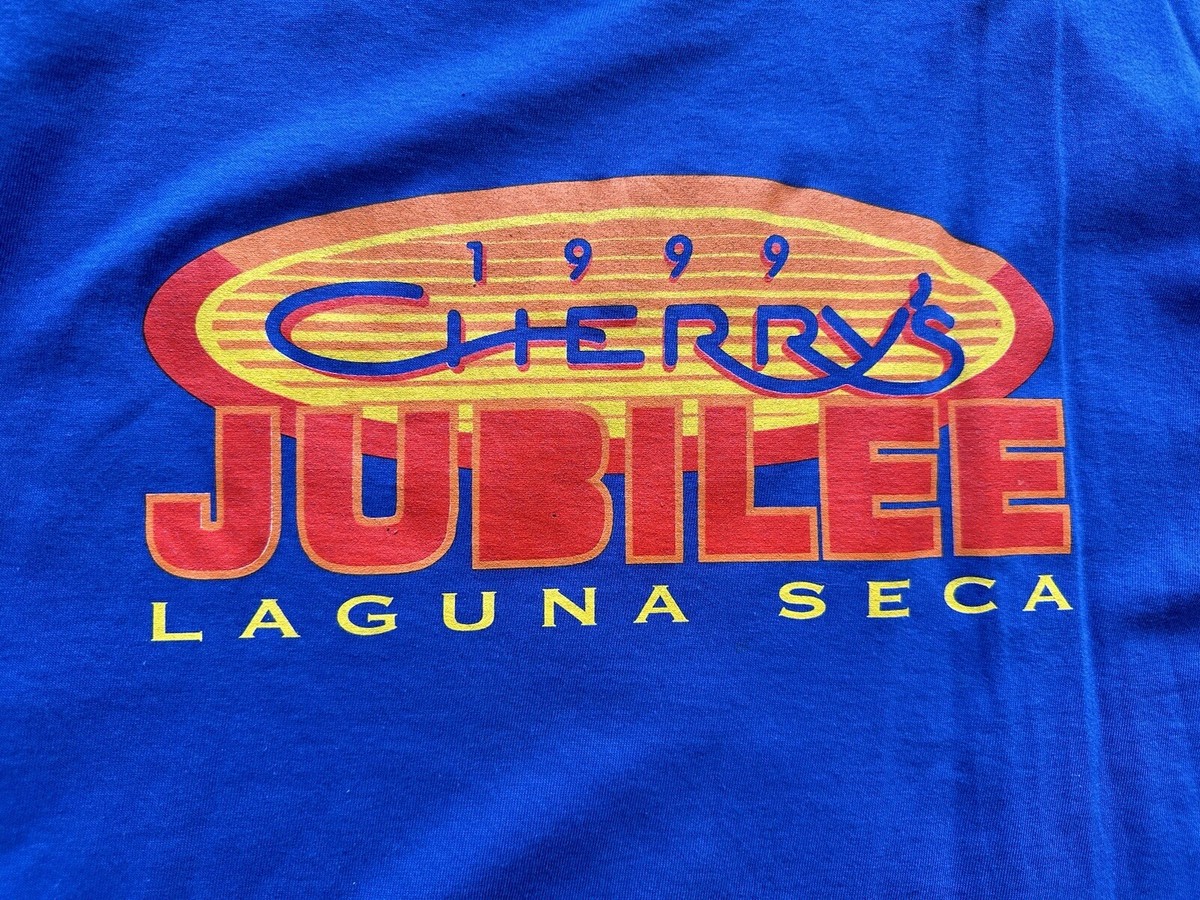 1999
CHERRY'S
JUBILEE
LAGUNA SECA